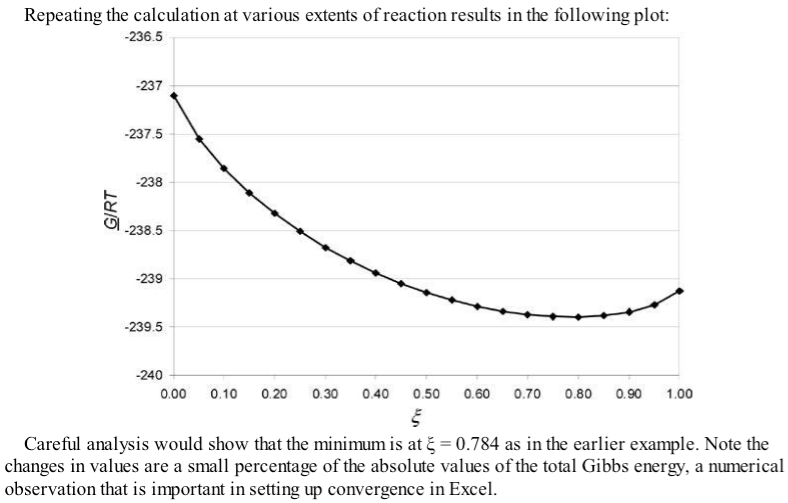 Repeating the calculation at various extents of reaction results in the following plot:
-236.5
-237
-237.5
-238
-238.5
-239
-239.5
-240
G/RT
0.00 0.10 0.20 0.30 0.40 0.50 0.60 0.70 0.80 0.90 1.00
ξ
Careful analysis would show that the minimum is at ξ = 0.784 as in the earlier example. Note the
changes in values are a small percentage of the absolute values of the total Gibbs energy, a numerical
observation that is important in setting up convergence in Excel.